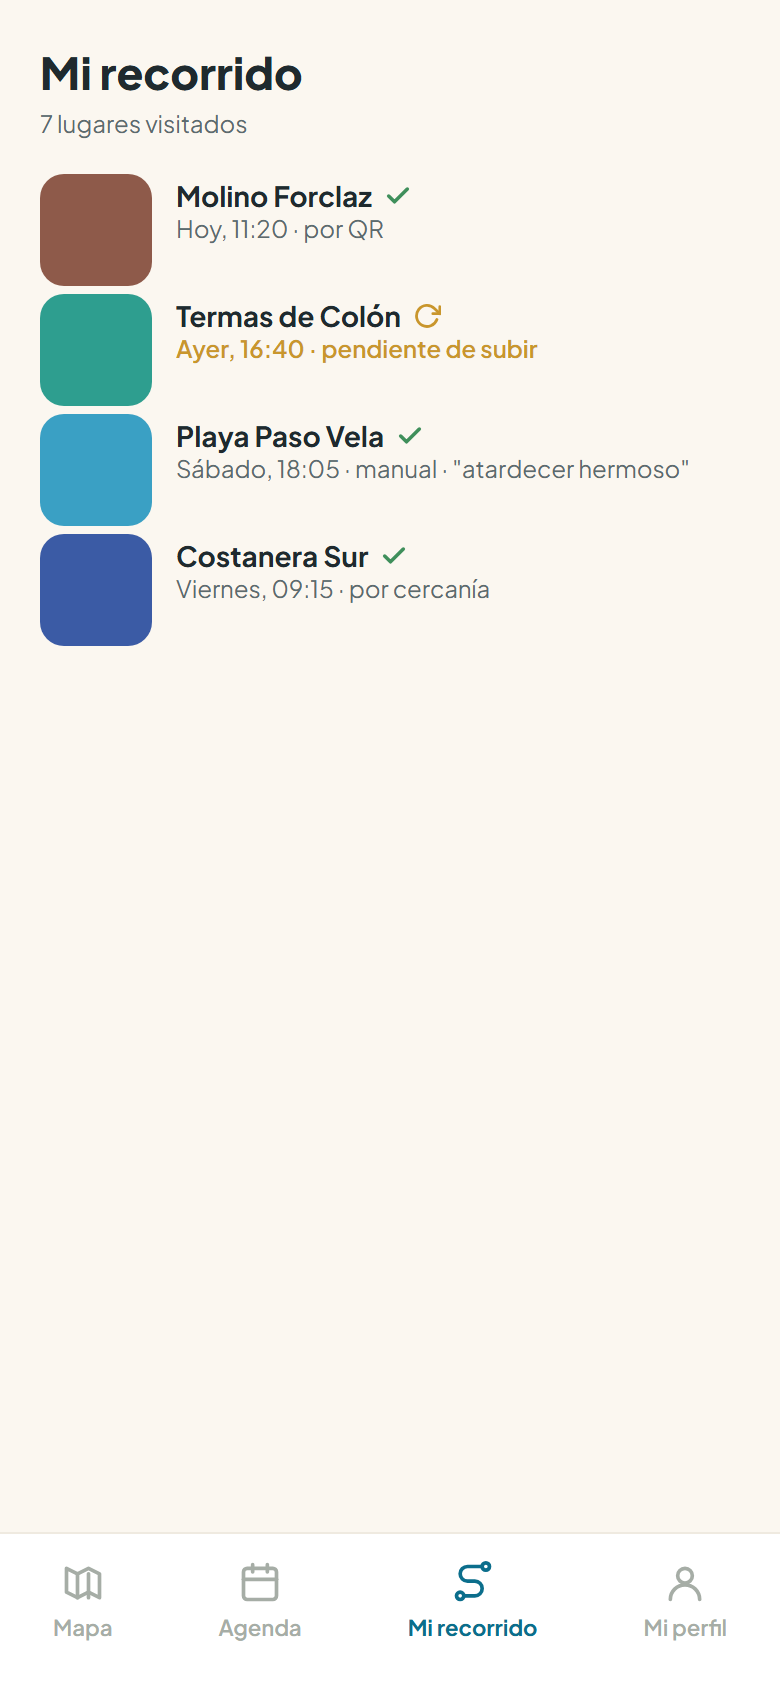 Mi recorrido
7 lugares visitados
Molino Forclaz
Hoy, 11:20 · por QR
Termas de Colón
Ayer, 16:40 · pendiente de subir
Playa Paso Vela
Sábado, 18:05 · manual · "atardecer hermoso"
Costanera Sur
Viernes, 09:15 · por cercanía
Mapa
Agenda
Mi recorrido
Mi perfil